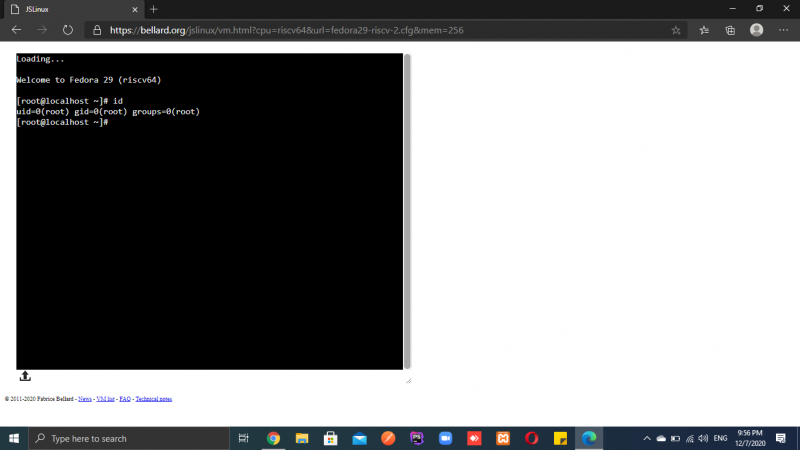 JSLinux
https://bellard.org/jslinux/vm.html?cpu=riscv64&url=fedora29-riscv-2.cfg&mem=256
Loading...
Welcome to Fedora 29 (riscv64)
[root@localhost ~]# id
uid=0(root) gid=0(root) groups=0(root)
[root@localhost ~]#
© 2011-2020 Fabrice Bellard - News - VM list - FAQ - Technical notes
Type here to search
PS
ENG
9:56 PM
12/7/2020